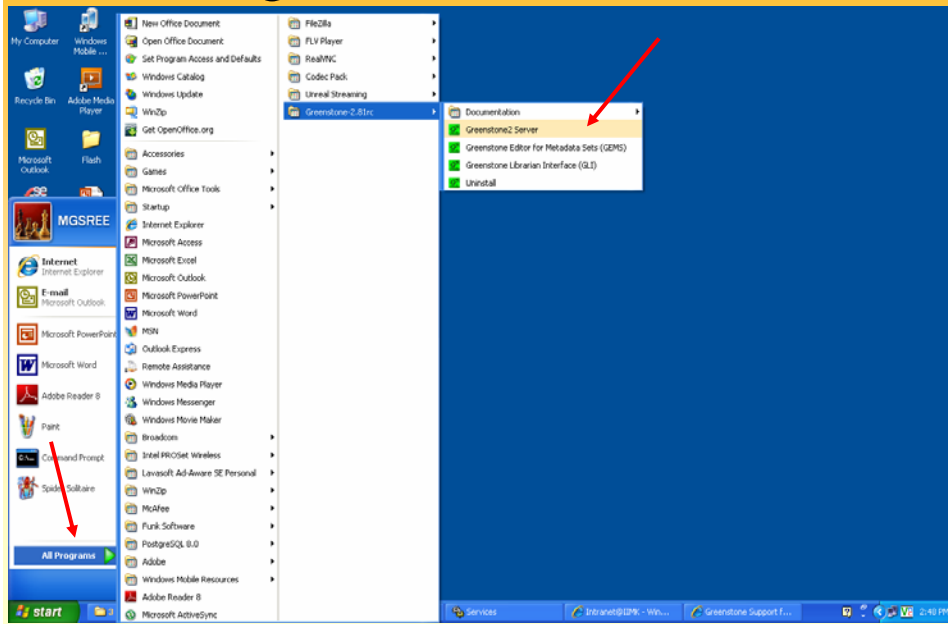 My Computer
Windows Mobile ...
Recycle Bin
Adobe Media Player
Microsoft Outlook
Flash
MGSREE
Internet
Internet Explorer
E-mail
Microsoft Outlook
Microsoft PowerPoint
Microsoft Word
Adobe Reader 8
Paint
Command Prompt
Spider Solitaire
All Programs
New Office Document
Open Office Document
Set Program Access and Defaults
Windows Catalog
Windows Update
WinZip
Get OpenOffice.org
Accessories
Games
Microsoft Office Tools
Startup
Internet Explorer
Microsoft Access
Microsoft Excel
Microsoft Outlook
Microsoft PowerPoint
Microsoft Word
MSN
Outlook Express
Remote Assistance
Windows Media Player
Windows Messenger
Windows Movie Maker
Broadcom
Intel PROSet Wireless
Lavasoft Ad-Aware SE Personal
WinZip
McAfee
Funk Software
PostgreSQL 8.0
Adobe
Windows Mobile Resources
Adobe Reader 8
Microsoft ActiveSync
FileZilla
FLV Player
RealVNC
Codec Pack
Unreal Streaming
Greenstone-2.81rc
Documentation
Greenstone2 Server
Greenstone Editor for Metadata Sets (GEMS)
Greenstone Librarian Interface (GLI)
Uninstall
start
3
Services
Intranet@IIMK - Win...
Greenstone Support f...
2:40 PM